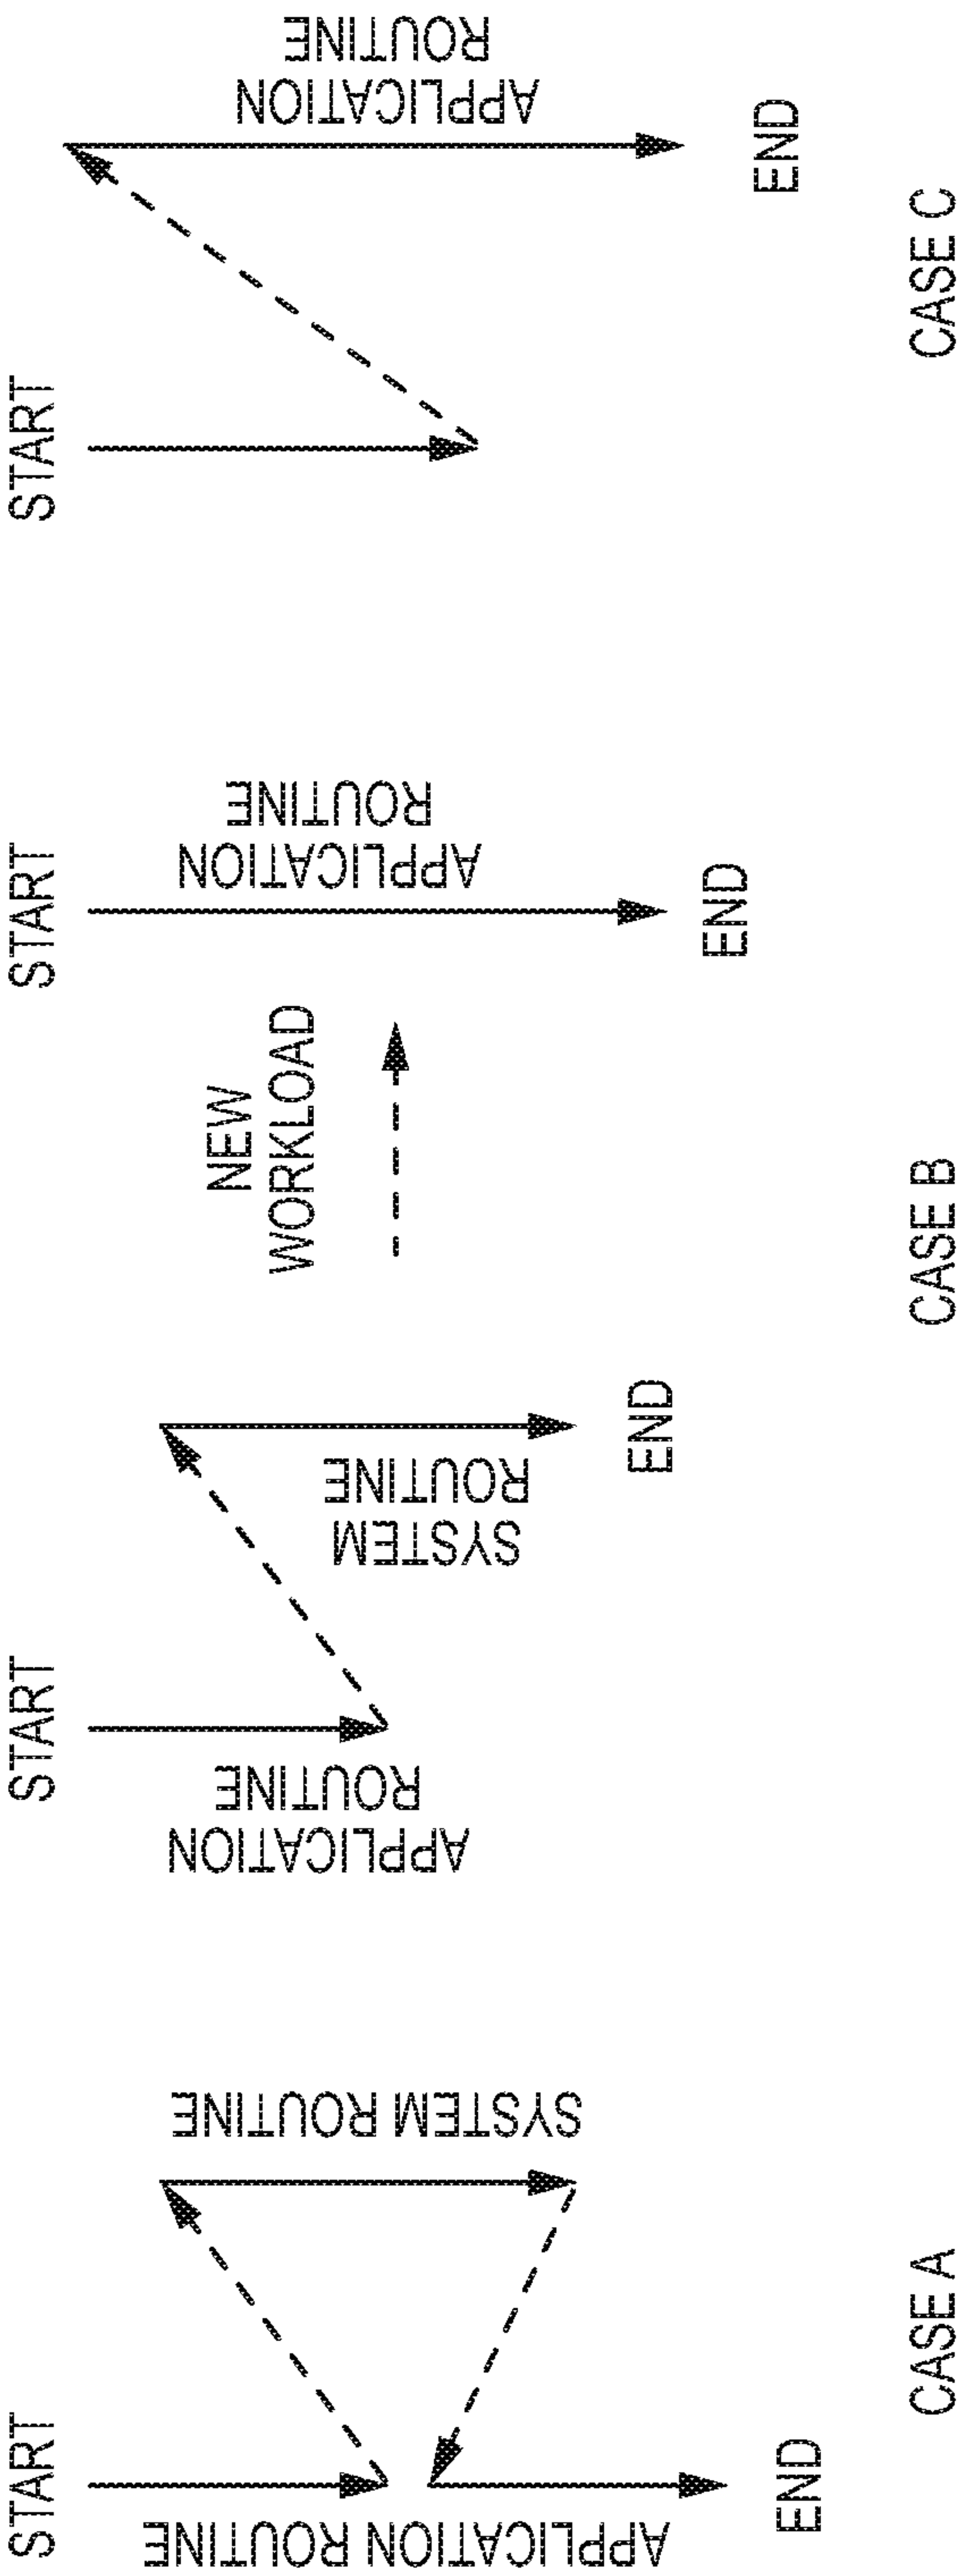 START
APPLICATION ROUTINE
SYSTEM ROUTINE
END
CASE A
START
APPLICATION
ROUTINE
SYSTEM
ROUTINE
END
NEW
WORKLOAD
START
APPLICATION
ROUTINE
END
CASE B
START
APPLICATION
ROUTINE
END
CASE C